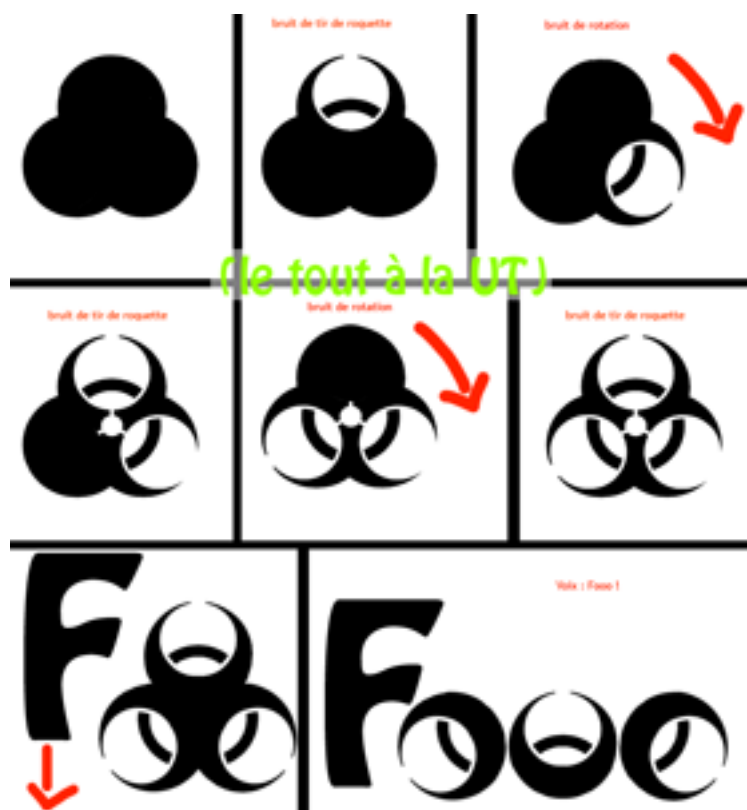 bruit de tir de roquette
bruit de rotation
(le tout à la UT)
bruit de tir de roquette
bruit de rotation
bruit de tir de roquette
F
Voix : Fooo !
Fooo